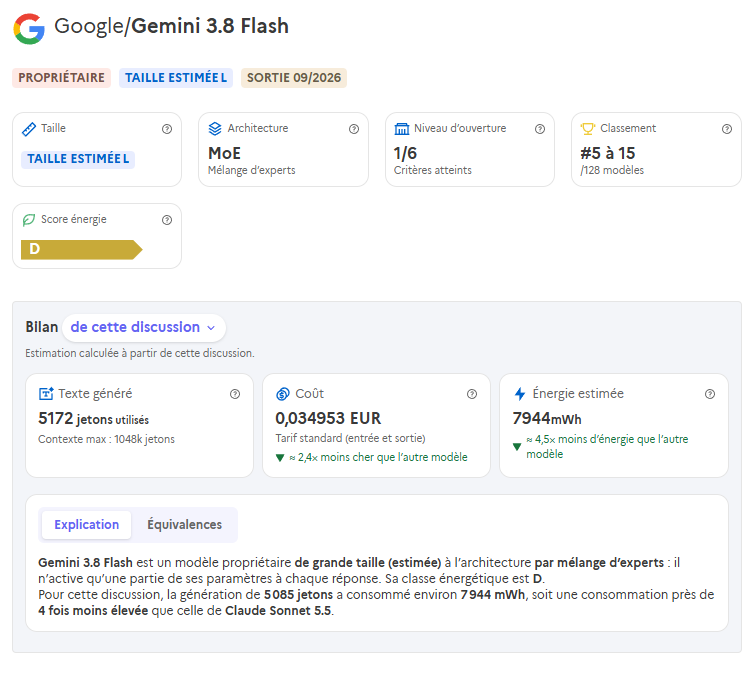 Google/Gemini 3.8 Flash
PROPRIÉTAIRE TAILLE ESTIMÉE L SORTIE 09/2026
Taille
TAILLE ESTIMÉE L
Architecture
MoE
Mélange d'experts
Niveau d'ouverture
1/6
Critères atteints
Classement
#5 à 15
/128 modèles
Score énergie
D
Bilan de cette discussion
Estimation calculée à partir de cette discussion.
Texte généré
5172 jetons utilisés
Contexte max : 1048k jetons
Coût
0,034953 EUR
Tarif standard (entrée et sortie)
≈ 2,4× moins cher que l'autre modèle
Énergie estimée
7944mWh
≈ 4,5× moins d'énergie que l'autre
modèle
Explication Équivalences
Gemini 3.8 Flash est un modèle propriétaire de grande taille (estimée) à l'architecture par mélange d'experts : il
n'active qu'une partie de ses paramètres à chaque réponse. Sa classe énergétique est D.
Pour cette discussion, la génération de 5 085 jetons a consommé environ 7 944 mWh, soit une consommation près de
4 fois moins élevée que celle de Claude Sonnet 5.5.